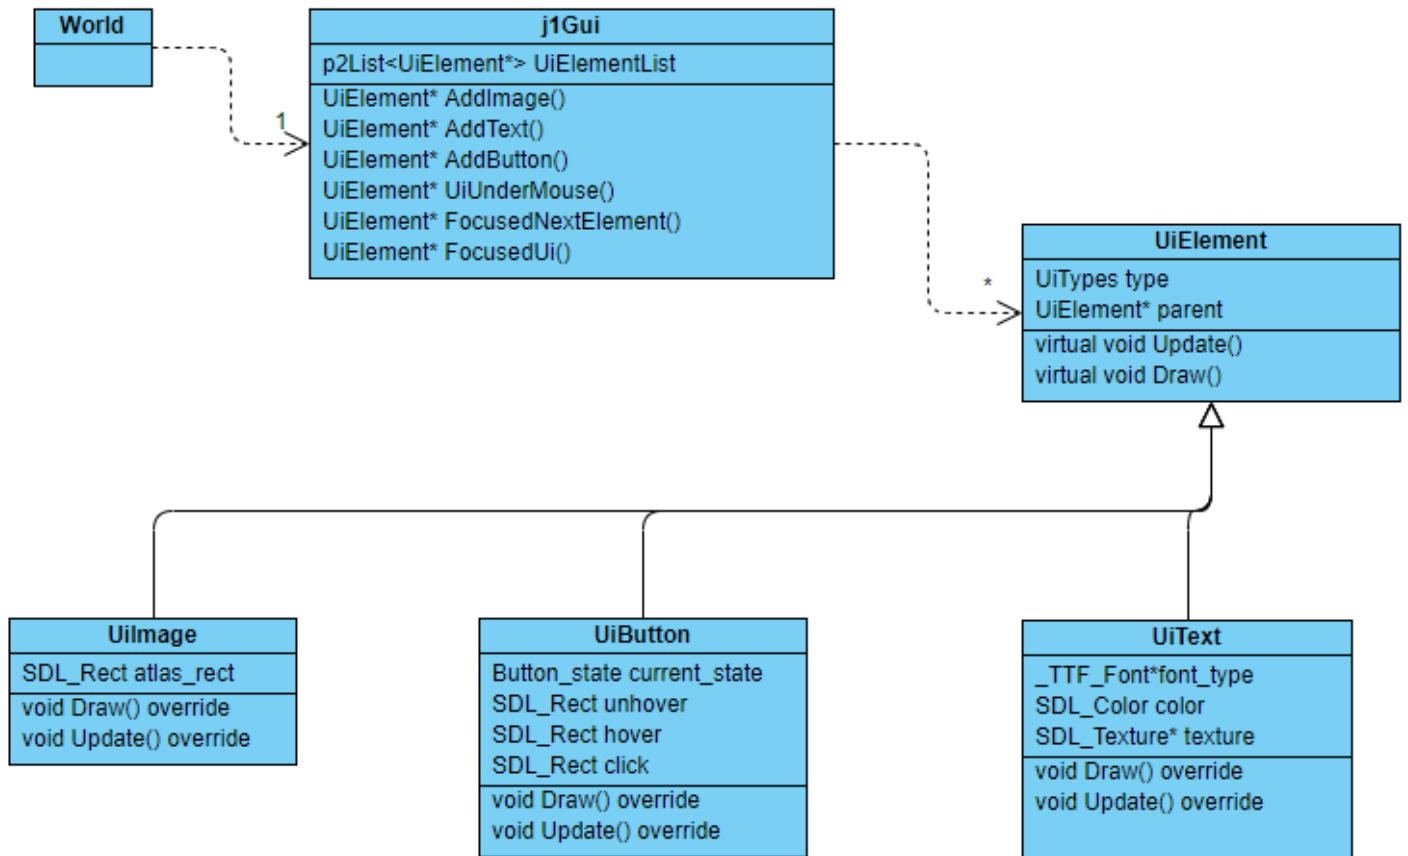 World
j1Gui
p2List<UiElement*> UiElementList
UiElement* AddImage()
UiElement* AddText()
UiElement* AddButton()
UiElement* UiUnderMouse()
UiElement* FocusedNextElement()
UiElement* FocusedUi()
1
*
UiElement
UiTypes type
UiElement* parent
virtual void Update()
virtual void Draw()
UiImage
SDL_Rect atlas_rect
void Draw() override
void Update() override
UiButton
Button_state current_state
SDL_Rect unhover
SDL_Rect hover
SDL_Rect click
void Draw() override
void Update() override
UiText
_TTF_Font*font_type
SDL_Color color
SDL_Texture* texture
void Draw() override
void Update() override